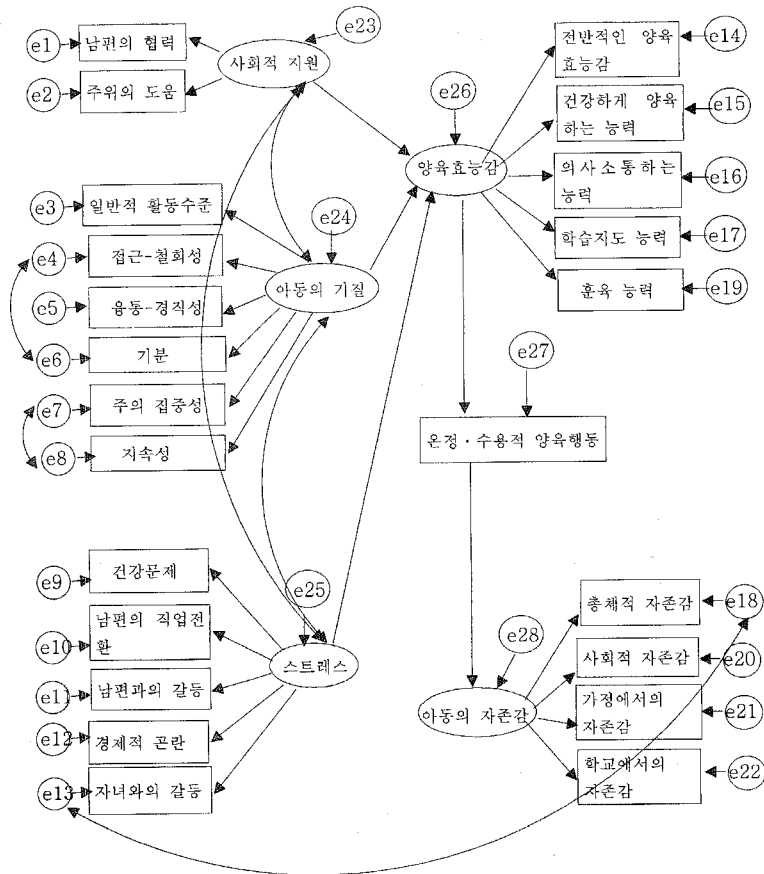 e1
남편의 협력
e2
주위의 도움
사회적 지원
e23
e3
일반적 활동수준
e4
접근-철회성
e5
융통-경직성
e6
기분
e7
주의 집중성
e8
지속성
e24
아동의 기질
e9
건강문제
e10
남편의 직업전
환
e11
남편과의 갈등
e12
경제적 곤란
e13
자녀와의 갈등
e25
스트레스
e26
양육효능감
전반적인 양육
효능감
e14
건강하게 양육
하는 능력
e15
의사소통하는
능력
e16
학습지도 능력
e17
훈육 능력
e19
e27
온정·수용적 양육행동
e28
아동의 자존감
총체적 자존감
e18
사회적 자존감
e20
가정에서의
자존감
e21
학교에서의
자존감
e22